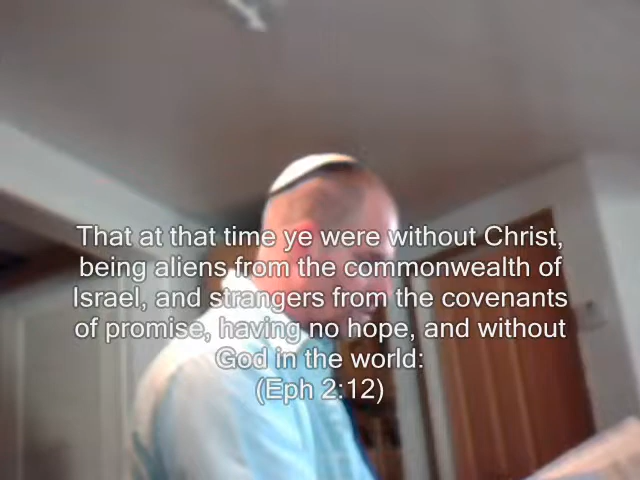 That at that time ye were without Christ,
being aliens from the commonwealth of
Israel, and strangers from the covenants
of promise, having no hope, and without
God in the world:
(Eph 2:12)